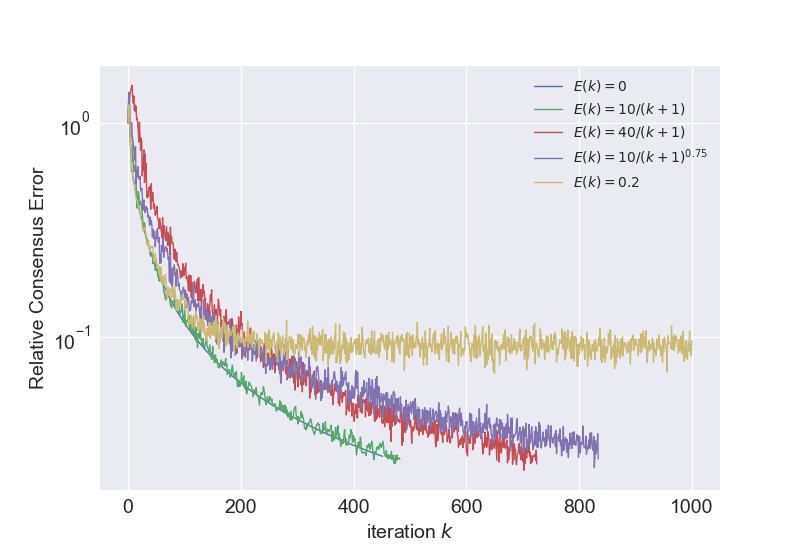 E(k) = 0
E(k) = 10/(k + 1)
E(k) = 40/(k + 1)
E(k) = 10/(k + 1)^0.75
E(k) = 0.2
10^0
10^−1
Relative Consensus Error
0 200 400 600 800 1000
iteration k